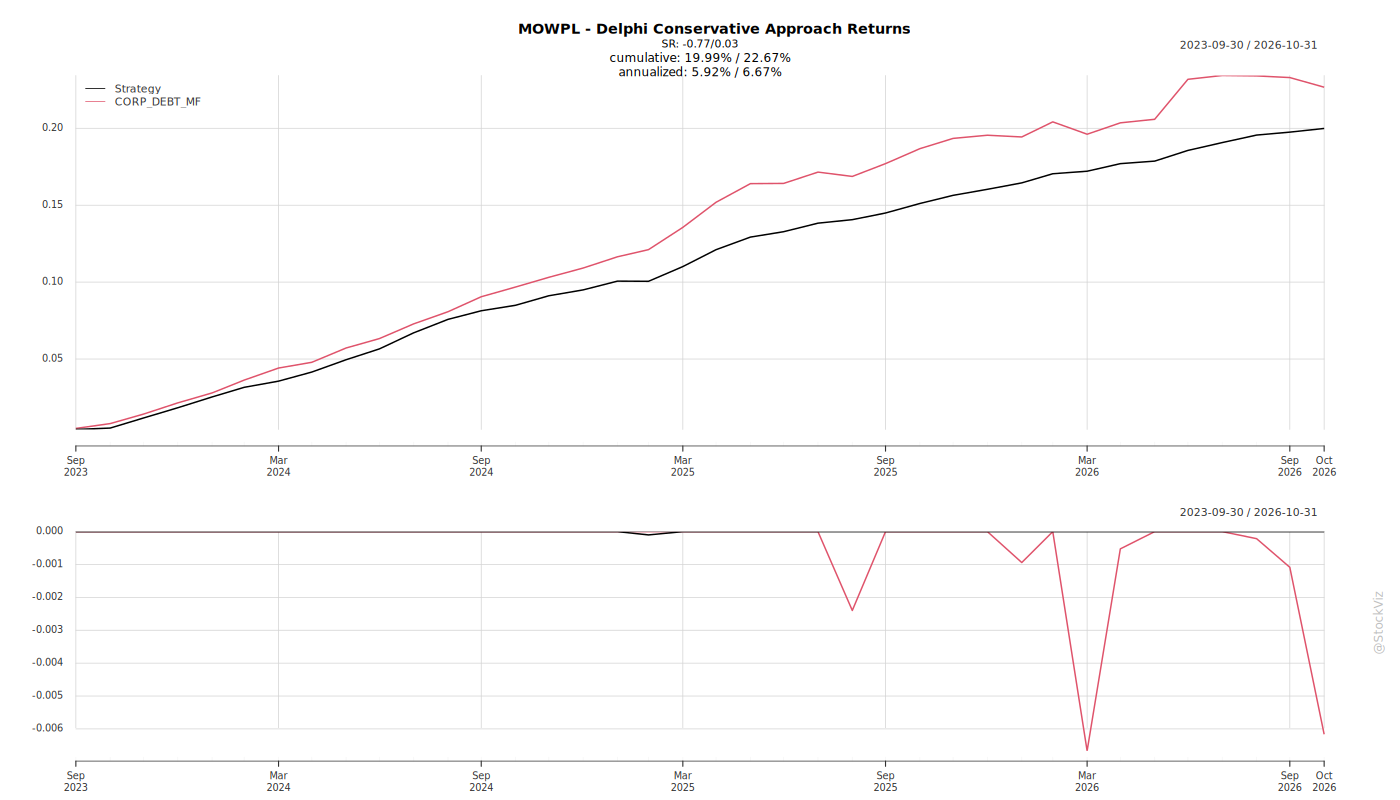 MOWPL - Delphi Conservative Approach Returns
SR: -0.77/0.03
cumulative: 19.99% / 22.67%
annualized: 5.92% / 6.67%
2023-09-30 / 2026-10-31
Strategy
CORP_DEBT_MF
0.20
0.15
0.10
0.05
Sep Mar Sep Mar Sep Mar Sep Oct
2023 2024 2024 2025 2025 2026 2026 2026
2023-09-30 / 2026-10-31
0.000
-0.001
-0.002
-0.003
-0.004
-0.005
-0.006
Sep Mar Sep Mar Sep Mar Sep Oct
2023 2024 2024 2025 2025 2026 2026 2026
@StockViz